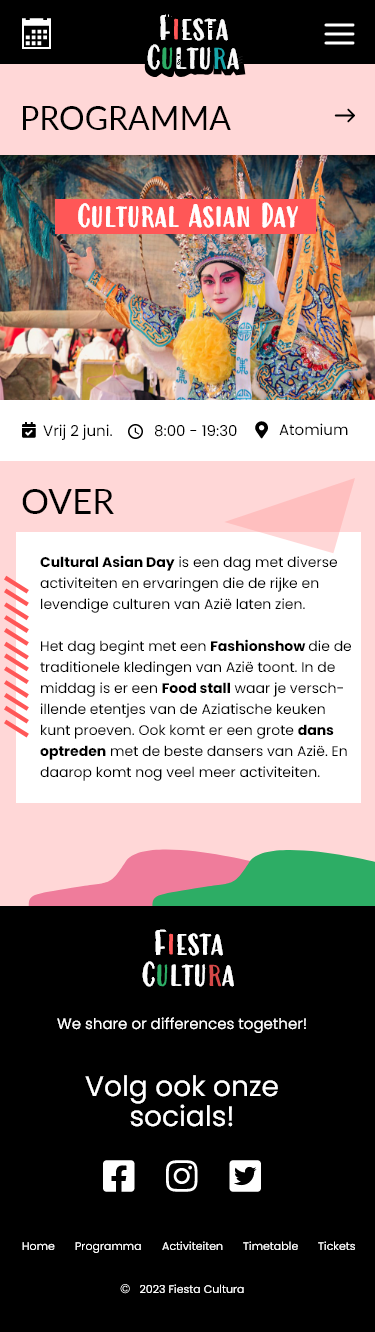 FIESTA
CULTURA
PROGRAMMA
CULTURAL ASIAN DAY
Vrij 2 juni. 8:00 - 19:30 Atomium
OVER
Cultural Asian Day is een dag met diverse
activiteiten en ervaringen die de rijke en
levendige culturen van Azië laten zien.
Het dag begint met een Fashionshow die de
traditionele kledingen van Azië toont. In de
middag is er een Food stall waar je versch-
illende etentjes van de Aziatische keuken
kunt proeven. Ook komt er een grote dans
optreden met de beste dansers van Azië. En
daarop komt nog veel meer activiteiten.
FIESTA
CULTURA
We share or differences together!
Volg ook onze
socials!
Home Programma Activiteiten Timetable Tickets
© 2023 Fiesta Cultura